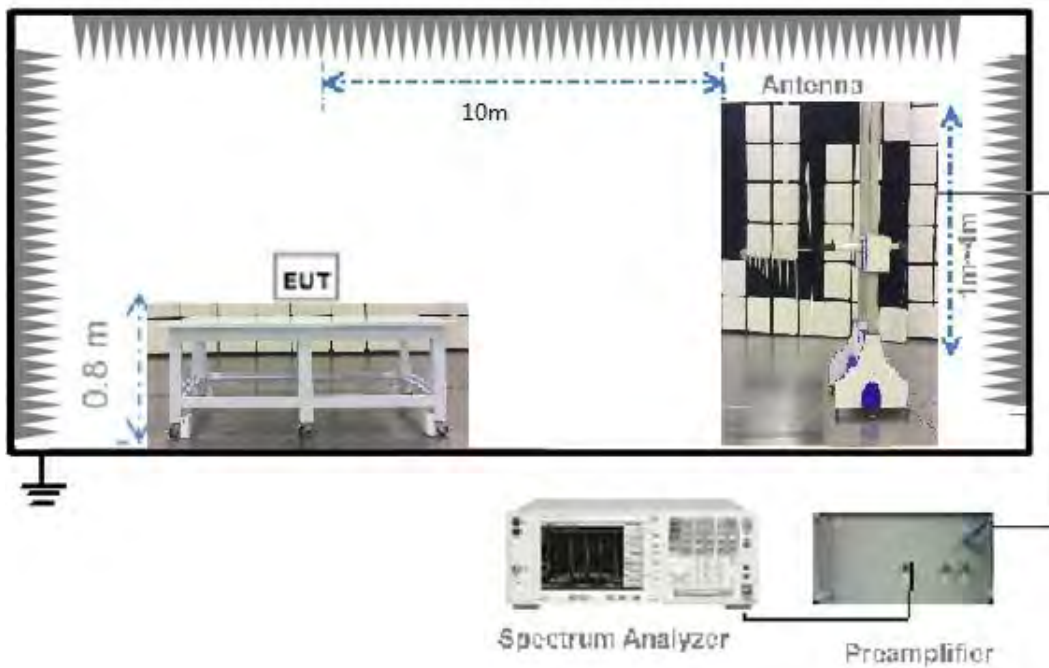 10m
Antenna
EUT
0.8 m
1m~4m
Spectrum Analyzer
Preamplifier